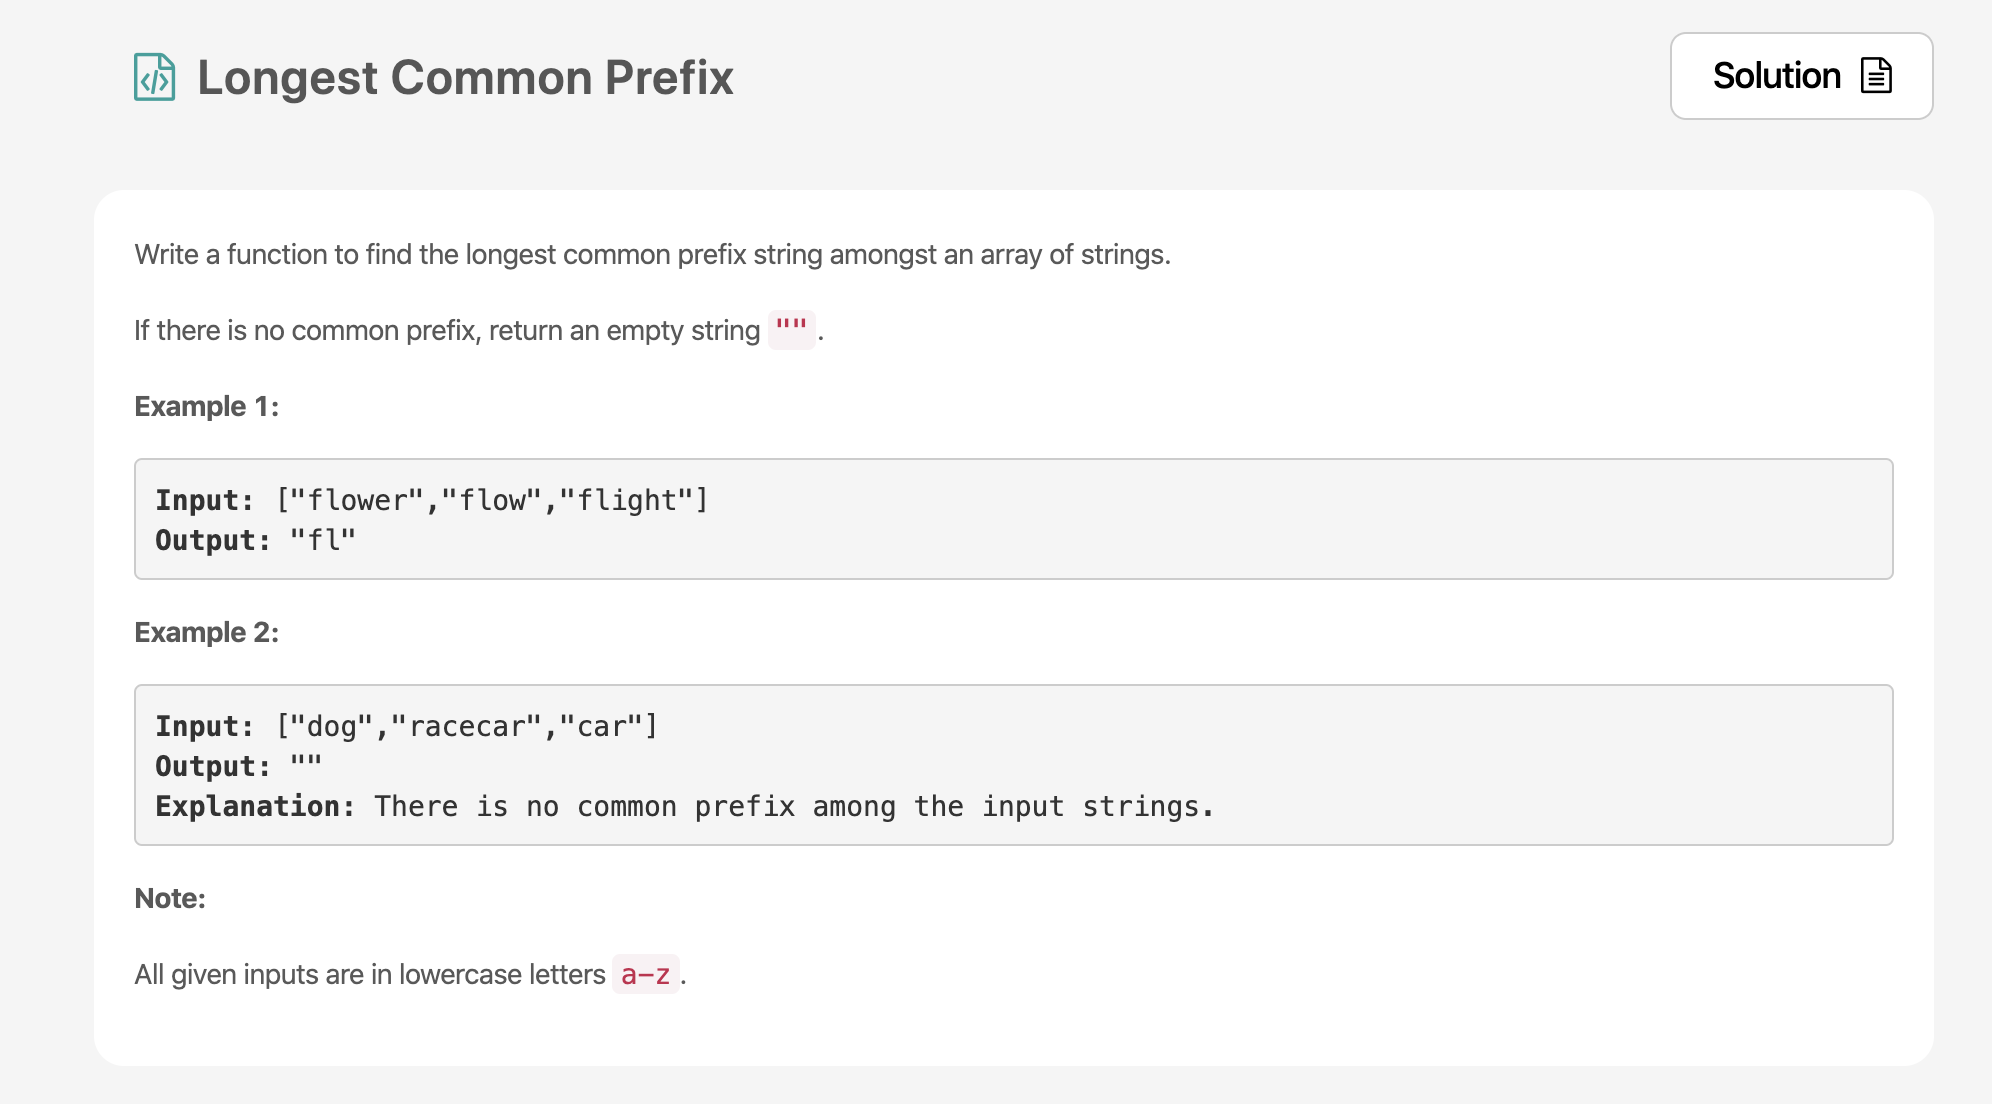 Longest Common Prefix
Solution
Write a function to find the longest common prefix string amongst an array of strings.
If there is no common prefix, return an empty string "".
Example 1:
Input: ["flower","flow","flight"]
Output: "fl"
Example 2:
Input: ["dog","racecar","car"]
Output: ""
Explanation: There is no common prefix among the input strings.
Note:
All given inputs are in lowercase letters a-z.